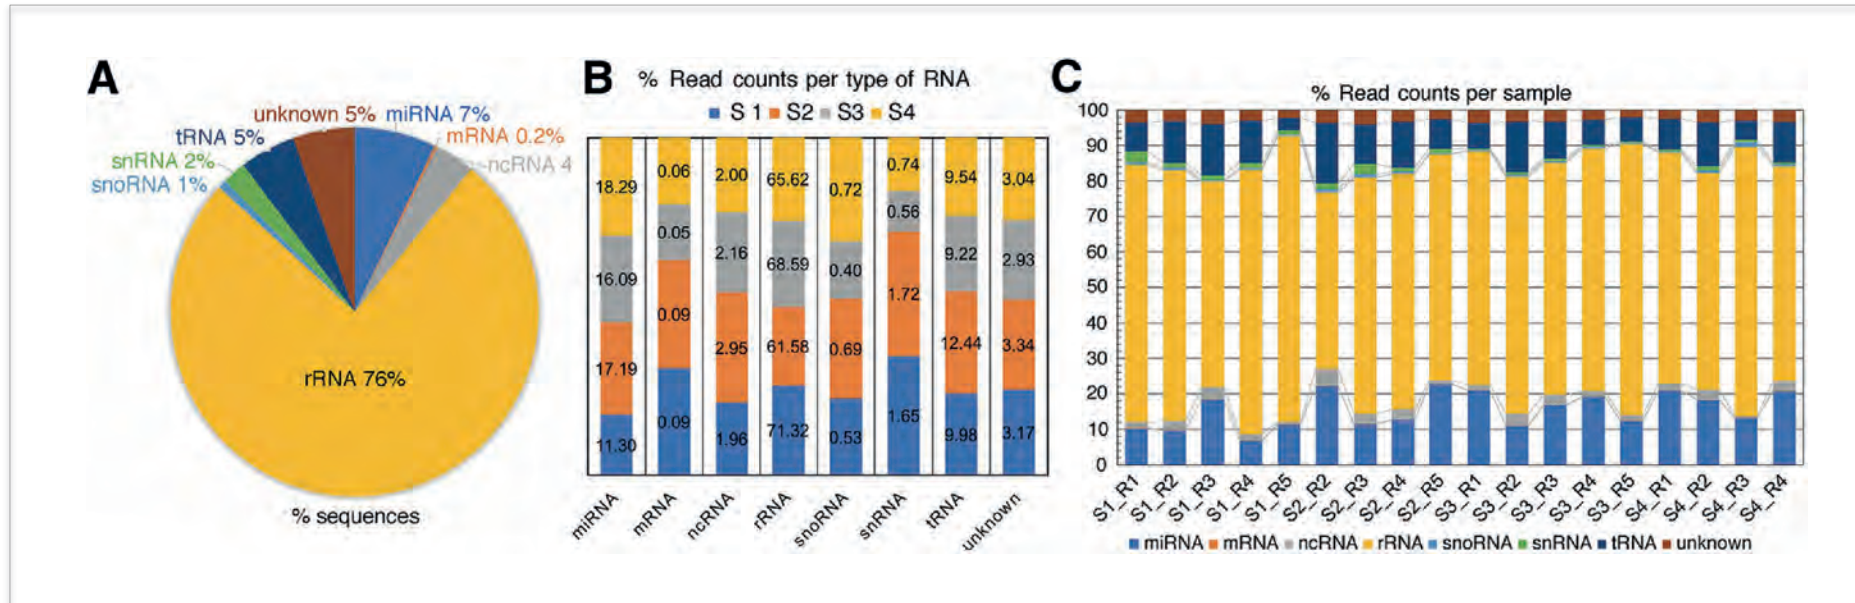 A
unknown 5% miRNA 7%
tRNA 5% mRNA 0.2%
snRNA 2% ncRNA 4
snoRNA 1%
rRNA 76%
% sequences
B
% Read counts per type of RNA
S 1 S2 S3 S4
18.29 0.06 2.00 65.62 0.72 0.74 9.54 3.04
16.09 0.05 2.16 68.59 0.40 0.56 9.22 2.93
17.19 0.09 2.95 61.58 0.69 1.72 12.44 3.34
11.30 0.09 1.96 71.32 0.53 1.65 9.98 3.17
miRNA mRNA ncRNA rRNA snoRNA snRNA tRNA unknown
C
% Read counts per sample
100
90
80
70
60
50
40
30
20
10
0
S1_R1 S1_R2 S1_R3 S1_R4 S1_R5 S2_R2 S2_R3 S2_R4 S2_R5 S3_R1 S3_R2 S3_R3 S3_R4 S3_R5 S4_R1 S4_R2 S4_R3 S4_R4
miRNA mRNA ncRNA rRNA snoRNA snRNA tRNA unknown